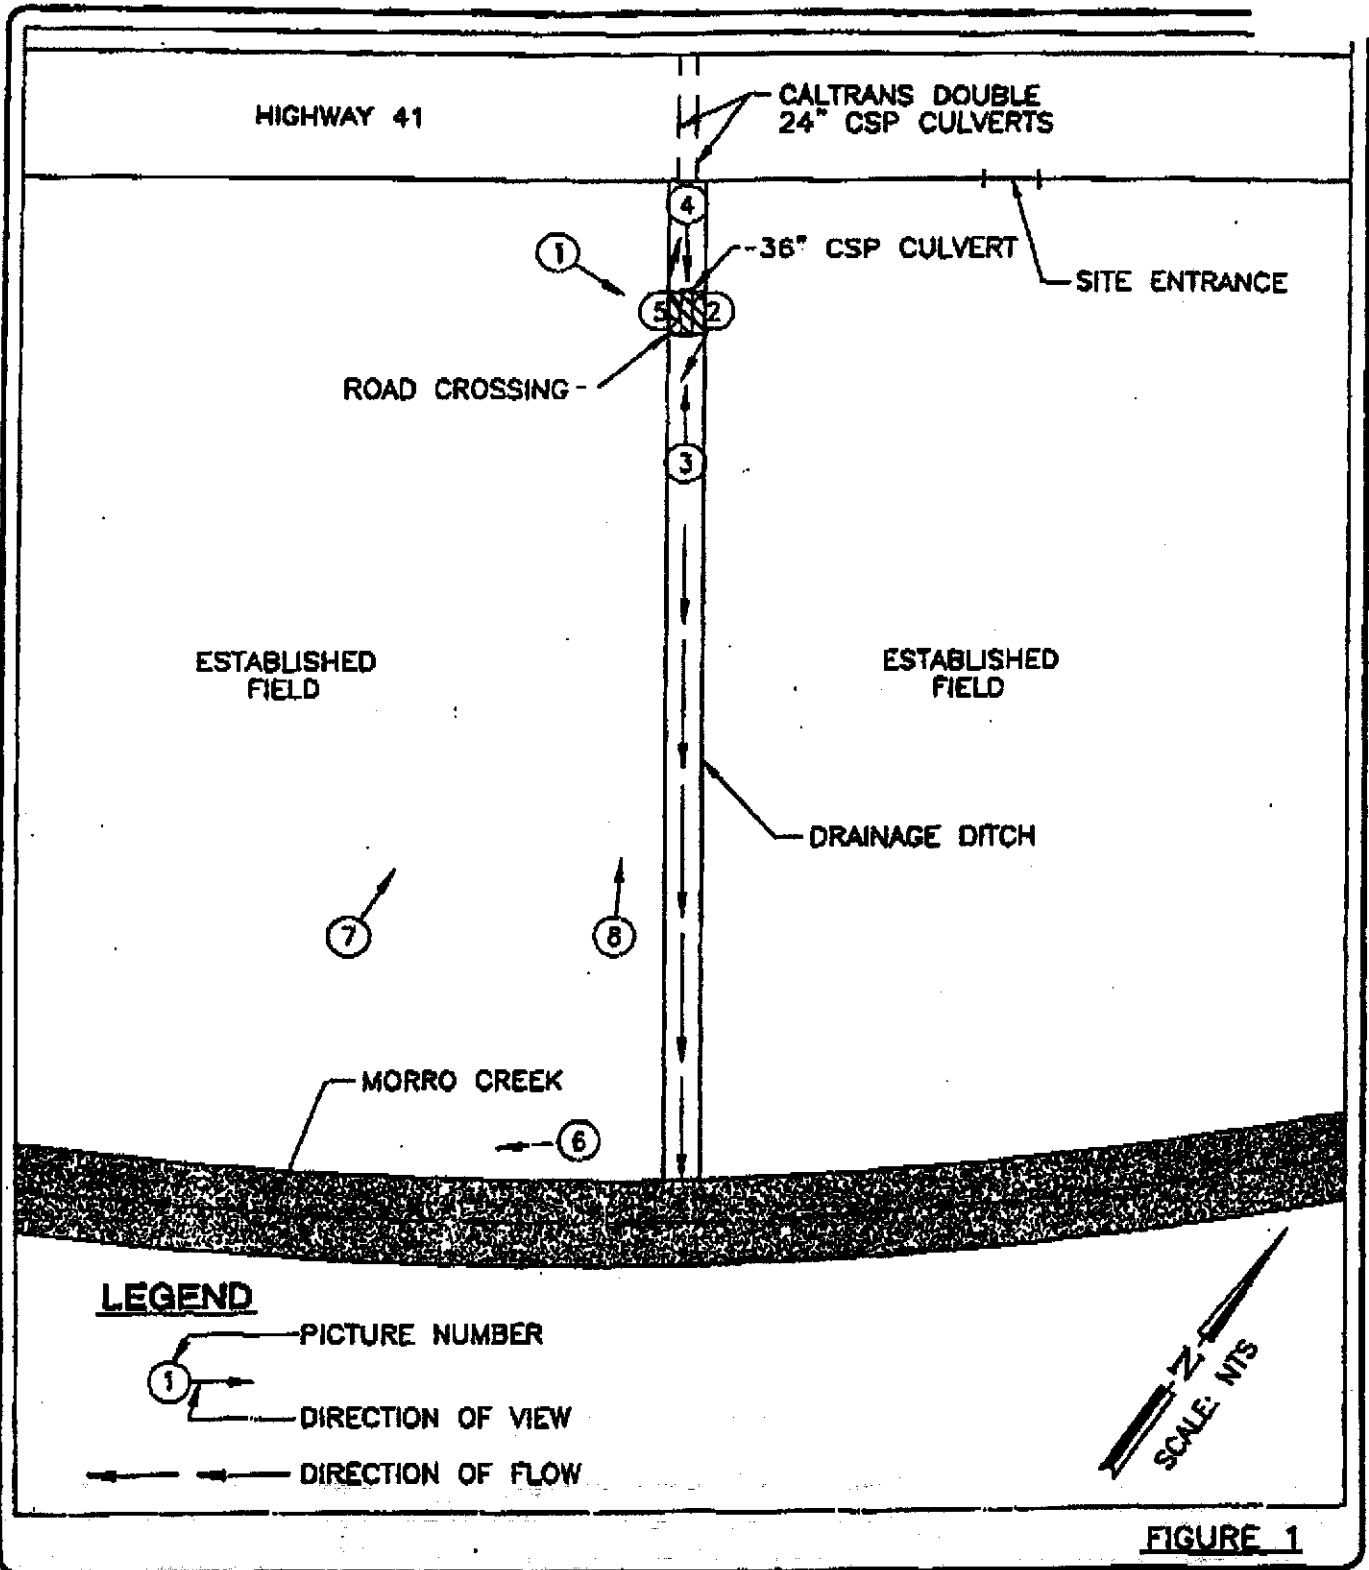 HIGHWAY 41
CALTRANS DOUBLE
24" CSP CULVERTS
4
1
36" CSP CULVERT
SITE ENTRANCE
5
2
ROAD CROSSING
3
ESTABLISHED
FIELD
ESTABLISHED
FIELD
DRAINAGE DITCH
7
8
MORRO CREEK
6
LEGEND
PICTURE NUMBER
1
DIRECTION OF VIEW
DIRECTION OF FLOW
N
SCALE: NTS
FIGURE 1